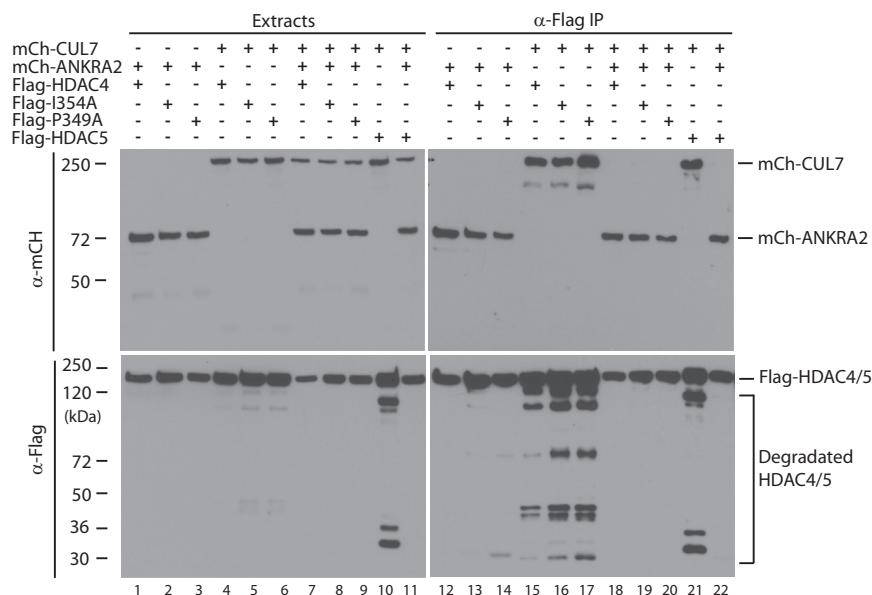 Extracts α-Flag IP
mCh-CUL7 - - - + + + + + + + + - - - + + + + + + + +
mCh-ANKRA2 + + + - - - + + + - + + + + - - - + + + - +
Flag-HDAC4 + - - + - - + - - - - + - - + - - + - - - -
Flag-I354A - + - - + - - + - - - - + - - + - - + - - -
Flag-P349A - - + - - + - - + - - - - + - - + - - + - -
Flag-HDAC5 - - - - - - - - - + + - - - - - - - - - + +
α-mCH
250
72
50
mCh-CUL7
mCh-ANKRA2
α-Flag
250
120
(kDa)
72
50
36
30
Flag-HDAC4/5
Degradated
HDAC4/5
1 2 3 4 5 6 7 8 9 10 11 12 13 14 15 16 17 18 19 20 21 22